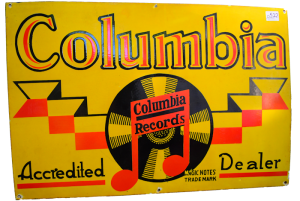 Columbia
Columbia
Records
Accredited
Dealer
MAGIC NOTES
TRADE MARK